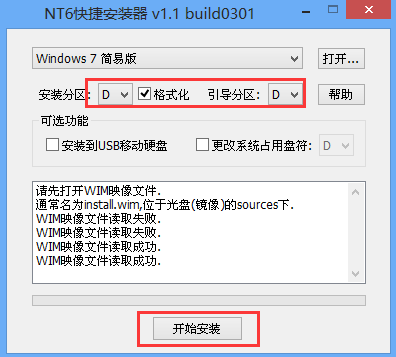 NT6快捷安装器 v1.1 build0301
Windows 7 简易版 打开...
安装分区: D 格式化 引导分区: D 帮助
可选功能
安装到USB移动硬盘 更改系统占用盘符: D
请先打开WIM映像文件.
通常名为install.wim,位于光盘(镜像)的sources下.
WIM映像文件读取失败.
WIM映像文件读取失败.
WIM映像文件读取成功.
WIM映像文件读取成功.
开始安装